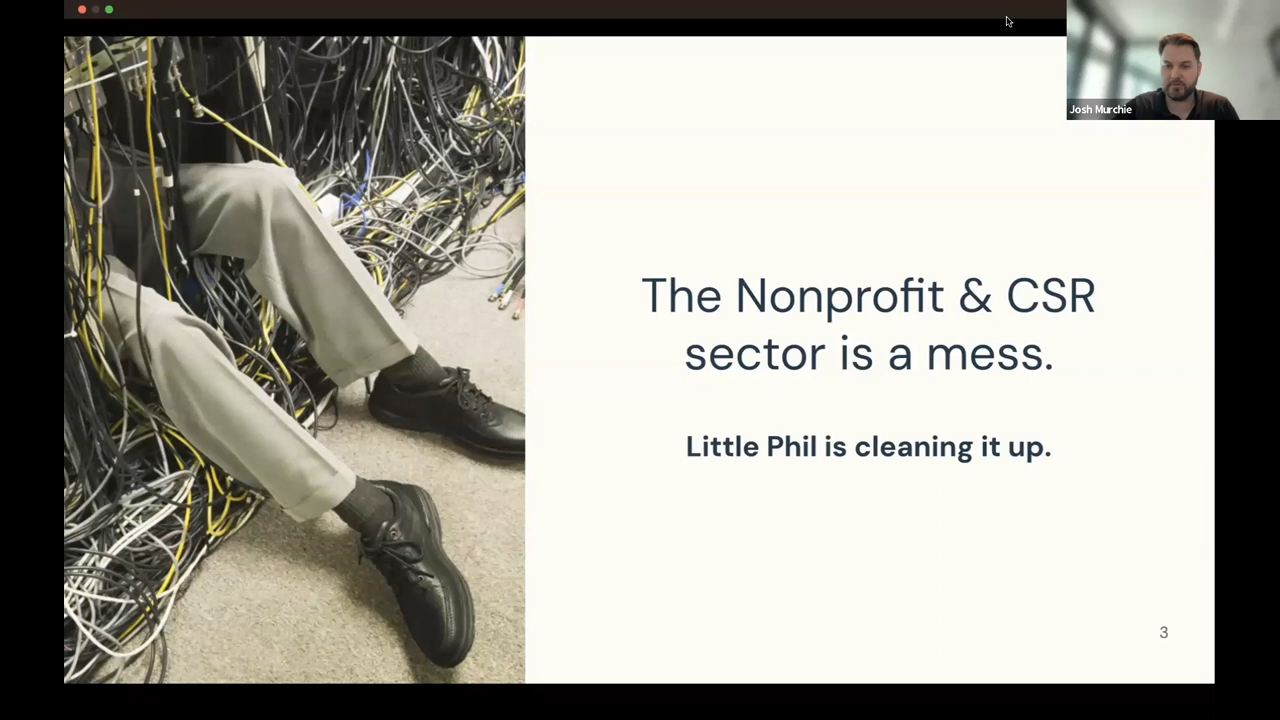 Josh Murchie
The Nonprofit & CSR
sector is a mess.
Little Phil is cleaning it up.
3